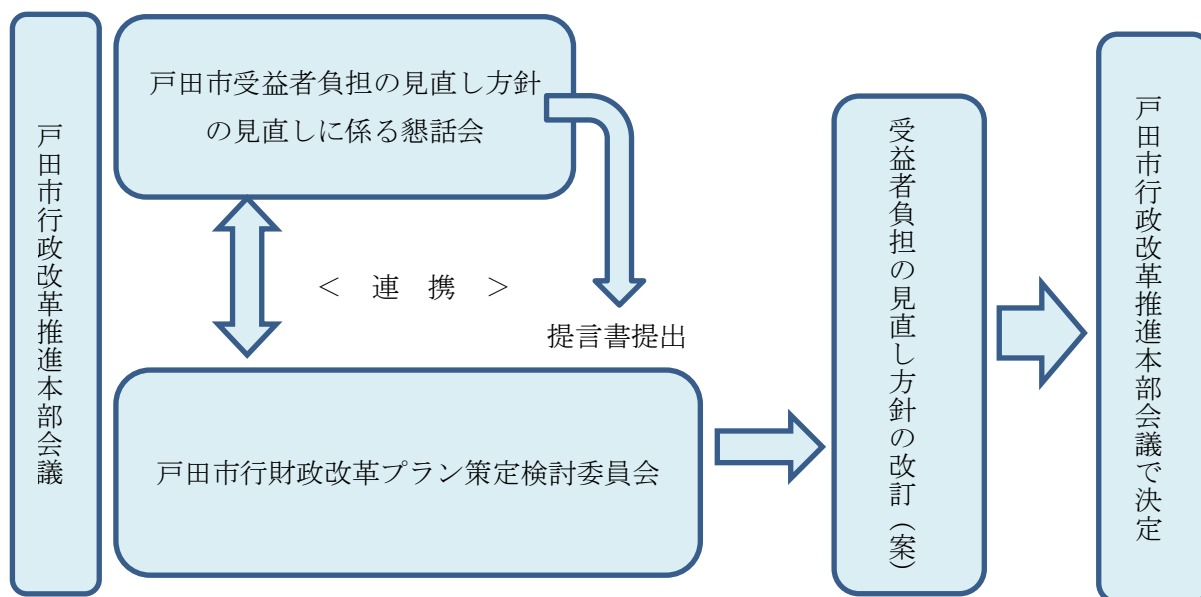 戸田市行政改革推進本部会議
戸田市受益者負担の見直し方針
の見直しに係る懇話会
＜　連　携　＞
提言書提出
戸田市行財政改革プラン策定検討委員会
受益者負担の見直し方針の改訂（案）
戸田市行政改革推進本部会議で決定